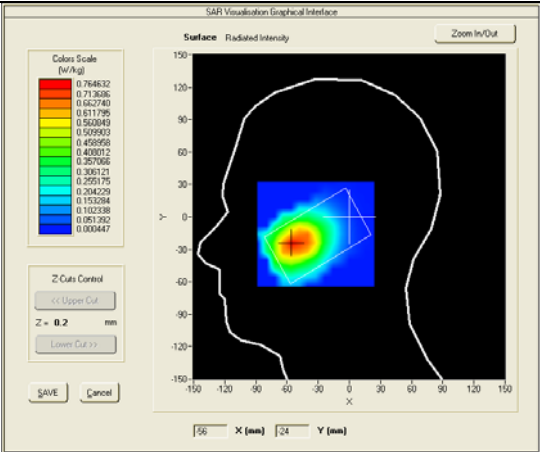 SAR Visualisation Graphical Interface
Surface Radiated Intensity
Zoom In/Out
Colors Scale
(W/kg)
0.764632
0.713686
0.662740
0.611795
0.560849
0.509903
0.458958
0.408012
0.357066
0.306121
0.255175
0.204229
0.153284
0.102338
0.051392
0.000447
Z-Cuts Control
<< Upper Cut
Z = 0.2 mm
Lower Cut >>
SAVE Cancel
150
120
90
60
30
0
-30
-60
-90
-120
-150
Y
-150 -120 -90 -60 -30 0 30 60 90 120 150
X
-56 X (mm) -24 Y (mm)